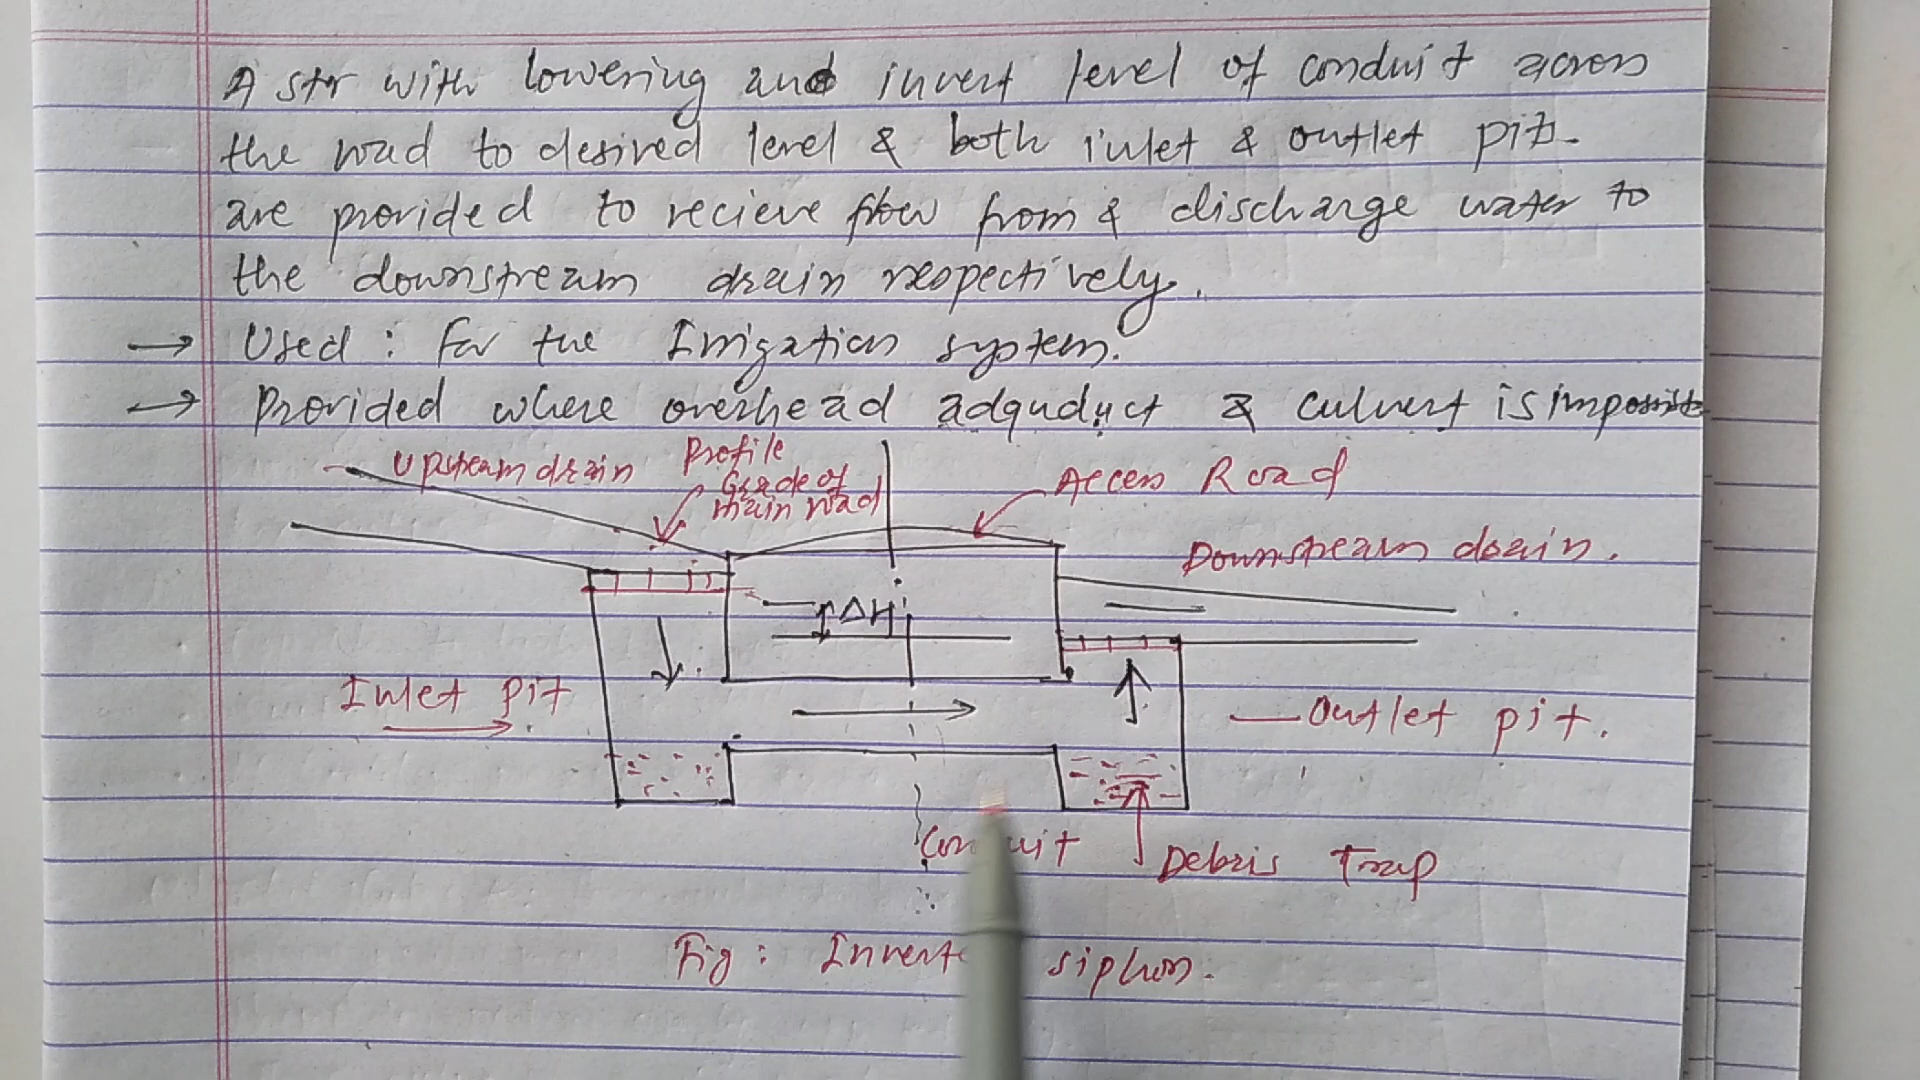 A str with lowering and invert level of conduit across
the road to desired level & both inlet & outlet pit.
are provided to recieve flow from & discharge water to
the downstream drain respectively.
→ Used : For the Irrigation system.
→ Provided where overhead adquduct & culvert is impossible
Upstream drain
Profile
Grade of
main road
Access Road
Downstream drain.
ΔH
Inlet pit
Outlet pit.
Debris Trap
Fig : siphon.